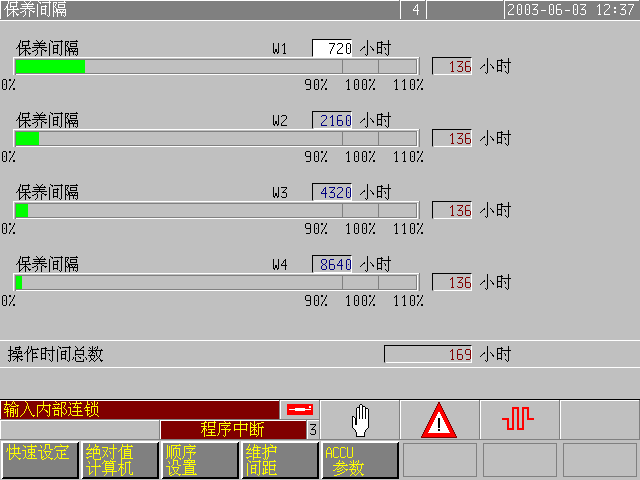 保养间隔 4 2003-06-03 12:37
保养间隔 W1 720 小时
136 小时
0% 90% 100% 110%
保养间隔 W2 2160 小时
136 小时
0% 90% 100% 110%
保养间隔 W3 4320 小时
136 小时
0% 90% 100% 110%
保养间隔 W4 8640 小时
136 小时
0% 90% 100% 110%
操作时间总数 169 小时
输入内部连锁
程序中断 3
快速设定 绝对值 顺序 维护 ACCU
计算机 设置 间距 参数